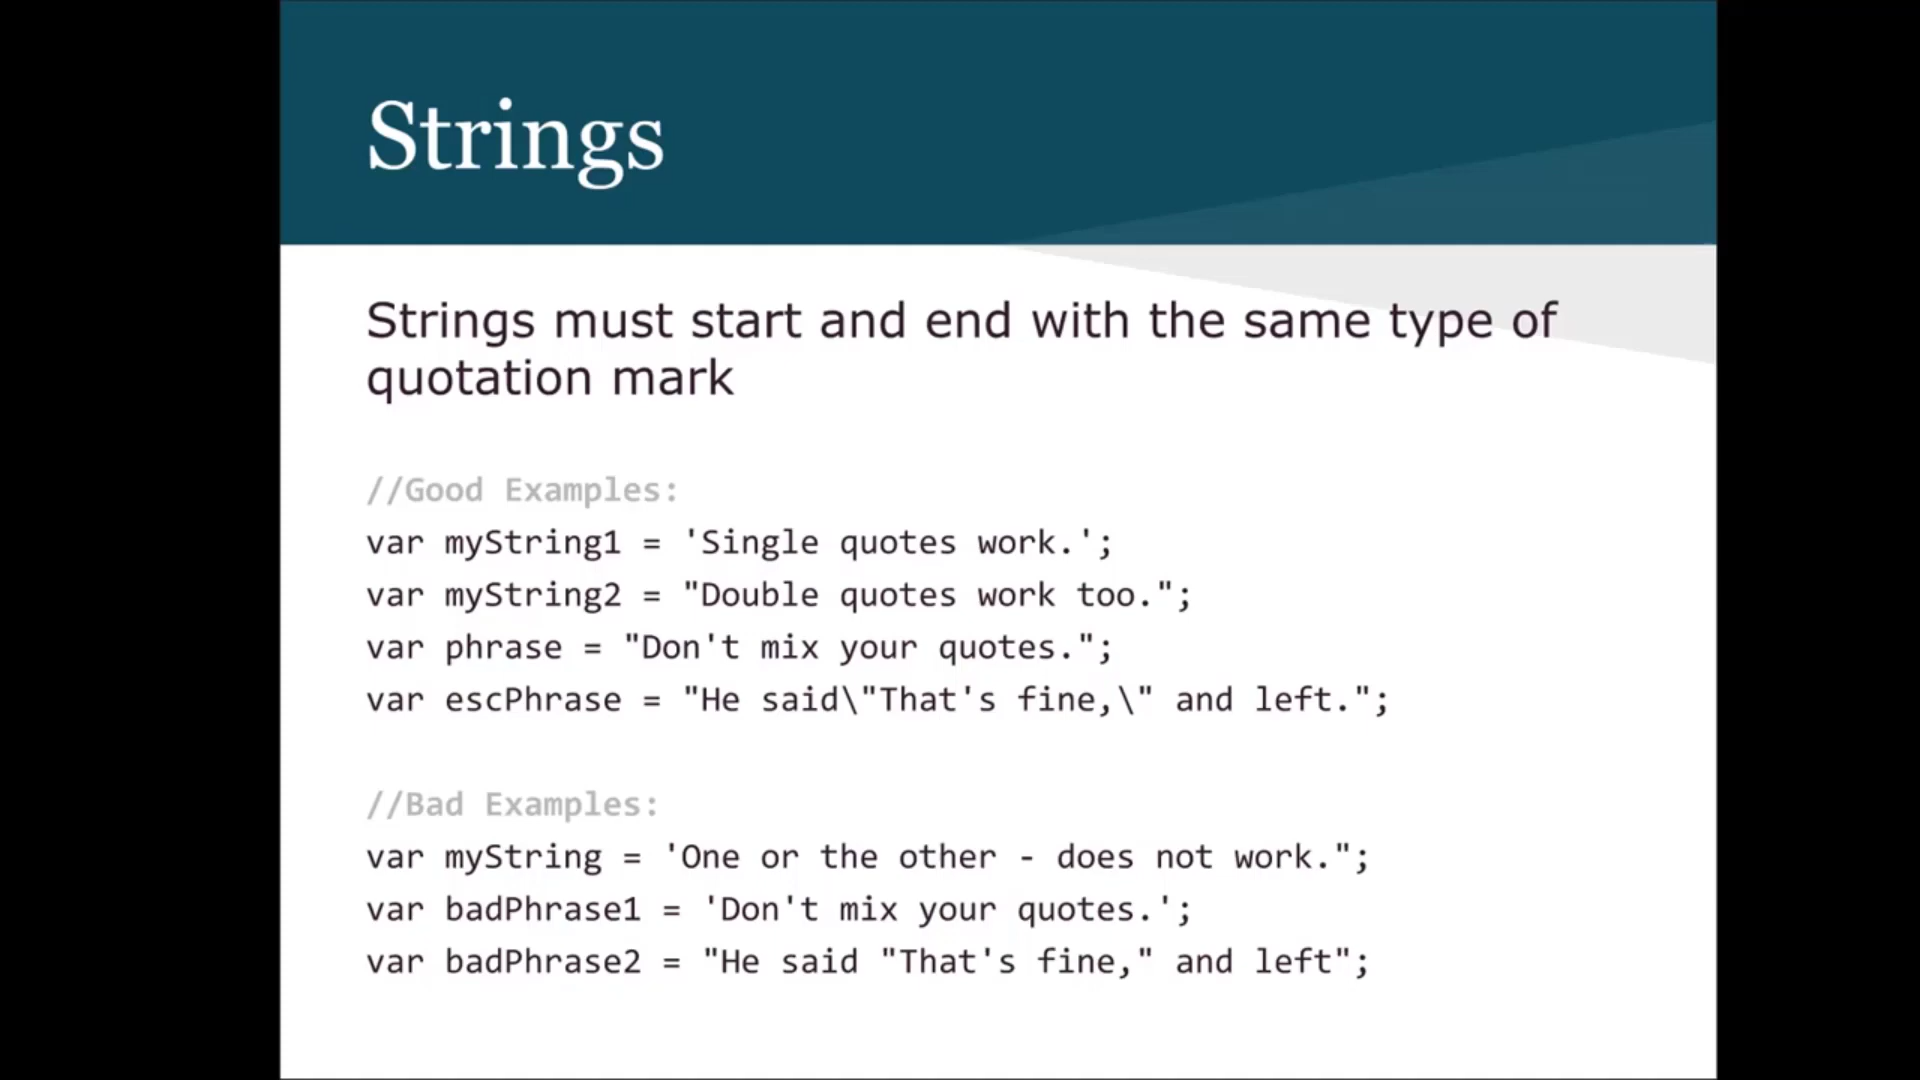 Strings
Strings must start and end with the same type of
quotation mark
//Good Examples:
var myString1 = 'Single quotes work.';
var myString2 = "Double quotes work too.";
var phrase = "Don't mix your quotes.";
var escPhrase = "He said\"That's fine,\" and left.";
//Bad Examples:
var myString = 'One or the other - does not work.";
var badPhrase1 = 'Don't mix your quotes.';
var badPhrase2 = "He said "That's fine," and left";